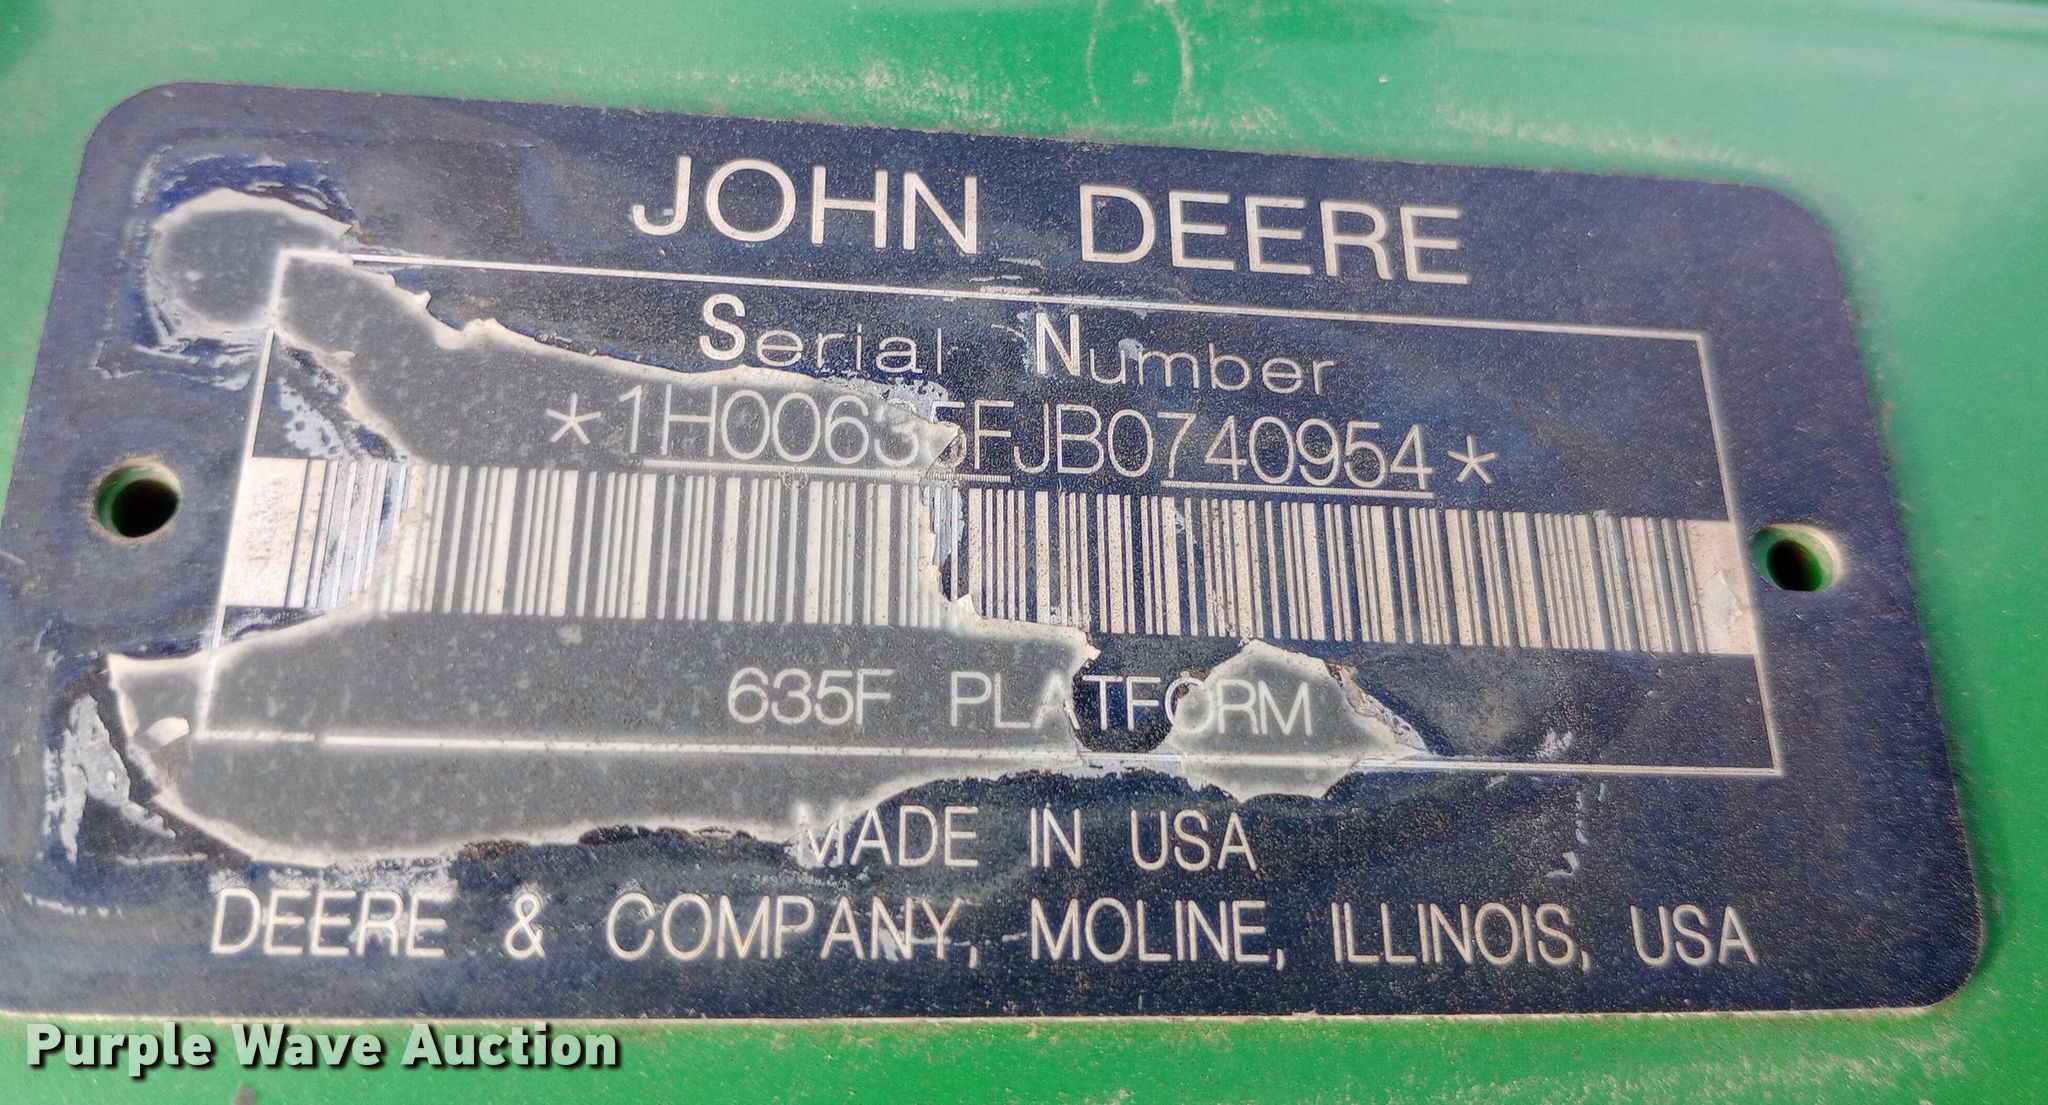 JOHN DEERE
Serial Number
*1H00635FJB0740954*
635F PLATFORM
MADE IN USA
DEERE & COMPANY, MOLINE, ILLINOIS, USA
Purple Wave Auction